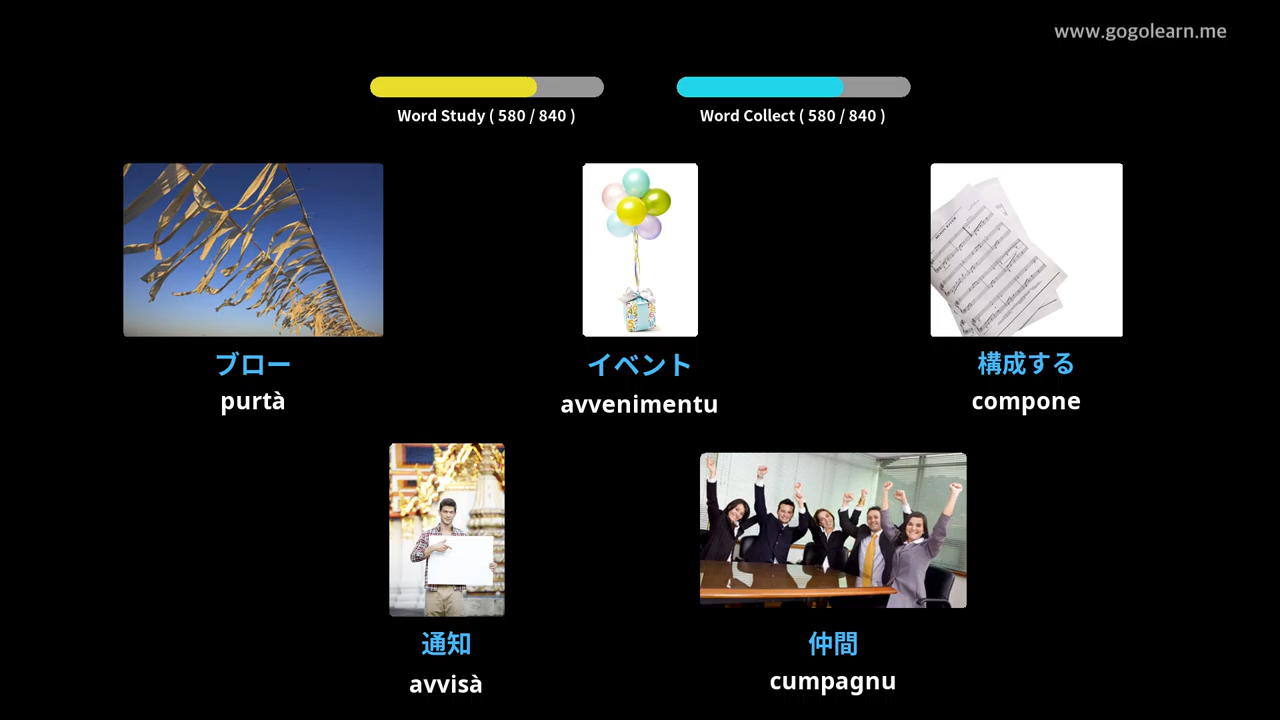 www.gogolearn.me
Word Study ( 580 / 840 )
Word Collect ( 580 / 840 )
ブロー
purtà
イベント
avvenimentu
構成する
compone
通知
avvisà
仲間
cumpagnu